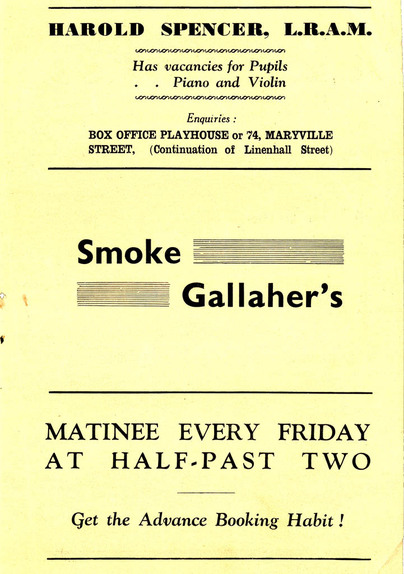 HAROLD SPENCER, L.R.A.M.
Has vacancies for Pupils
. . Piano and Violin
Enquiries :
BOX OFFICE PLAYHOUSE or 74, MARYVILLE
STREET, (Continuation of Linenhall Street)
Smoke
Gallaher's
MATINEE EVERY FRIDAY
AT HALF-PAST TWO
Get the Advance Booking Habit !